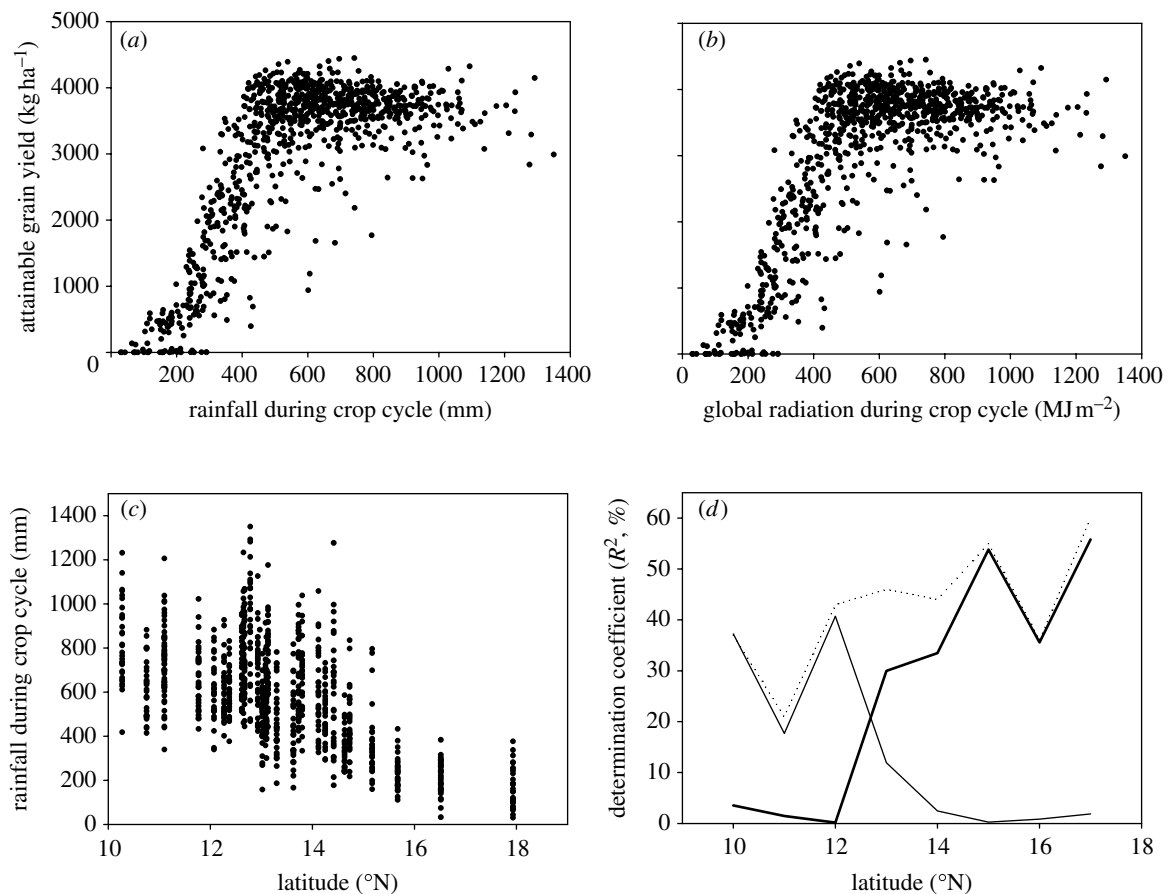 5000
4000
3000
2000
1000
0
attainable grain yield (kg ha−1)
(a)
200 400 600 800 1000 1200 1400
rainfall during crop cycle (mm)
(b)
0 200 400 600 800 1000 1200 1400
global radiation during crop cycle (MJ m−2)
1400
1200
1000
800
600
400
200
0
rainfall during crop cycle (mm)
(c)
10 12 14 16 18
latitude (°N)
60
50
40
30
20
10
0
determination coefficient (R2, %)
(d)
10 12 14 16 18
latitude (°N)